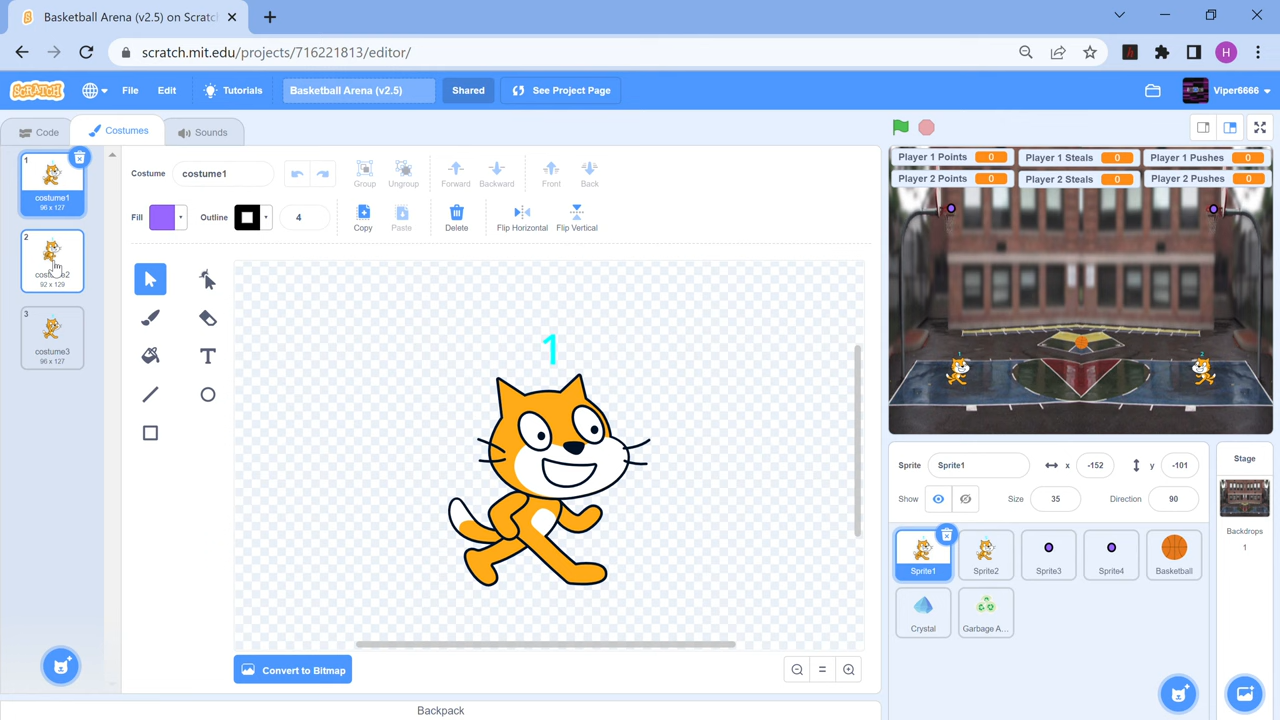 Basketball Arena (v2.5) on Scratch
scratch.mit.edu/projects/716221813/editor/
H
SCRATCH
File
Edit
Tutorials
Basketball Arena (v2.5)
Shared
See Project Page
Viper6666
Code
Costumes
Sounds
1
costume1
96 x 127
2
costume2
92 x 129
3
costume3
96 x 127
Costume
costume1
Group
Ungroup
Forward
Backward
Front
Back
Fill
Outline
4
Copy
Paste
Delete
Flip Horizontal
Flip Vertical
T
1
Convert to Bitmap
Backpack
Player 1 Points 0
Player 1 Steals 0
Player 1 Pushes 0
Player 2 Points 0
Player 2 Steals 0
Player 2 Pushes 0
1
2
Sprite
Sprite1
x
-152
y
-101
Show
Size
35
Direction
90
Stage
Backdrops
1
Sprite1
Sprite2
Sprite3
Sprite4
Basketball
Crystal
Garbage A...